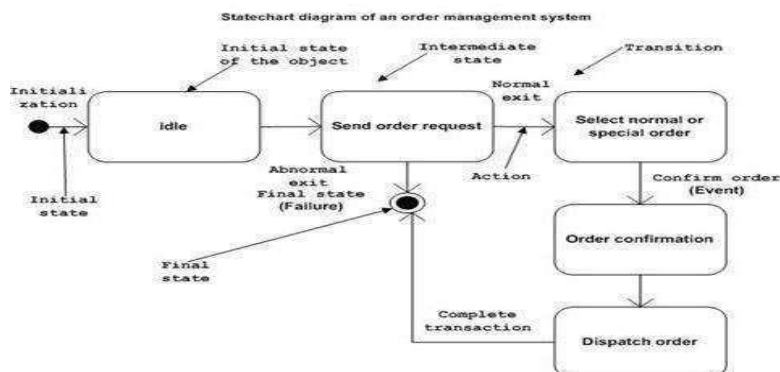 Statechart diagram of an order management system
Initial state
of the object
Intermediate
state
Transition
Initiali
zation
Normal
exit
Idle
Send order request
Select normal or
special order
Initial
state
Abnormal
exit
Final state
(Failure)
Action
Confirm order
(Event)
Order confirmation
Final
state
Complete
transaction
Dispatch order